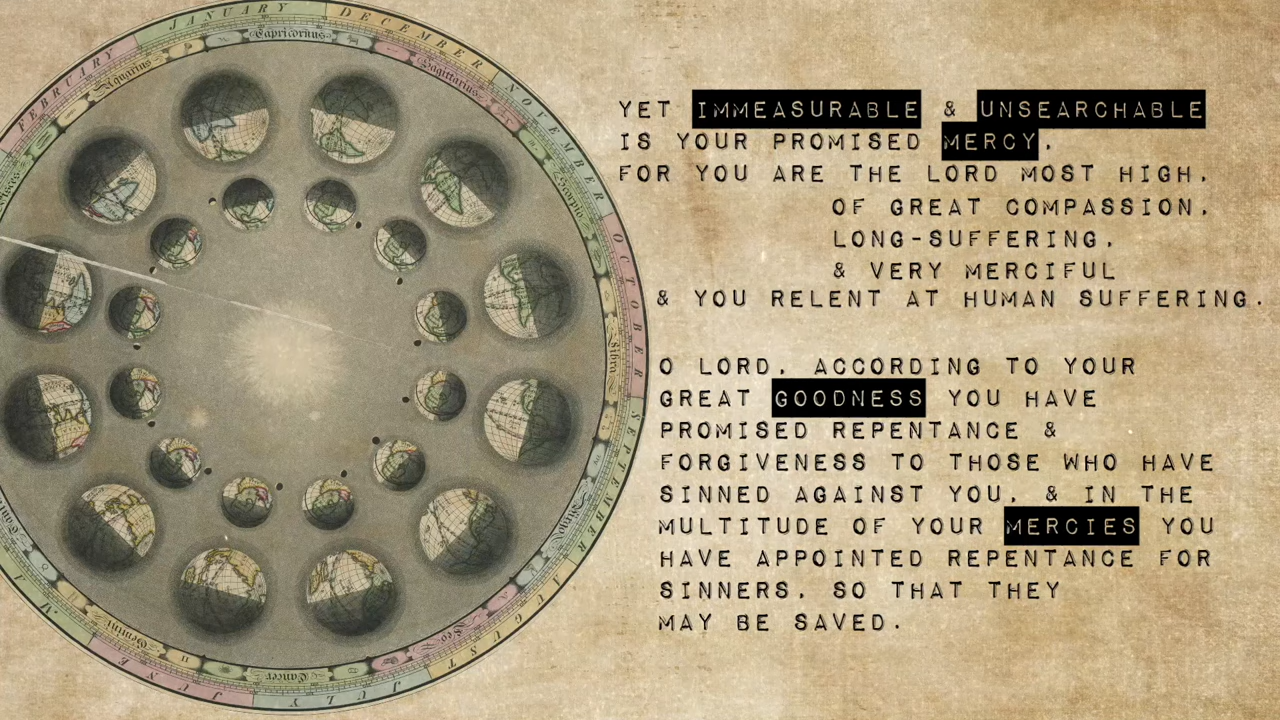 YET IMMEASURABLE & UNSEARCHABLE
IS YOUR PROMISED MERCY,
FOR YOU ARE THE LORD MOST HIGH,
OF GREAT COMPASSION,
LONG-SUFFERING,
& VERY MERCIFUL
& YOU RELENT AT HUMAN SUFFERING.
O LORD, ACCORDING TO YOUR
GREAT GOODNESS YOU HAVE
PROMISED REPENTANCE &
FORGIVENESS TO THOSE WHO HAVE
SINNED AGAINST YOU, & IN THE
MULTITUDE OF YOUR MERCIES YOU
HAVE APPOINTED REPENTANCE FOR
SINNERS, SO THAT THEY
MAY BE SAVED.
FEBRUARY
JANUARY
DECEMBER
NOVEMBER
OCTOBER
SEPTEMBER
AUGUST
JULY
JUNE
Pisces
Aquarius
Capricornus
Sagittarius
Scorpio
Libra
Virgo
Leo
Cancer
Gemini